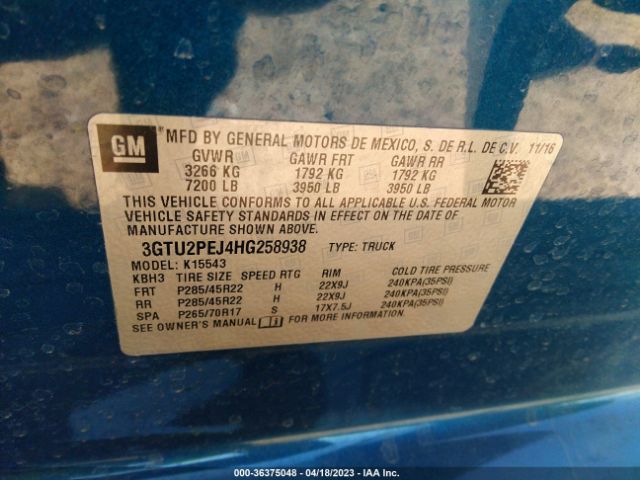 GM MFD BY GENERAL MOTORS DE MEXICO, S. DE R.L. DE C.V. 11/16
GVWR GAWR FRT GAWR RR
3266 KG 1792 KG 1792 KG
7200 LB 3950 LB 3950 LB
THIS VEHICLE CONFORMS TO ALL APPLICABLE U.S. FEDERAL MOTOR
VEHICLE SAFETY STANDARDS IN EFFECT ON THE DATE OF
MANUFACTURE SHOWN ABOVE.
3GTU2PEJ4HG258938 TYPE: TRUCK
MODEL: K15543
KBH3 TIRE SIZE SPEED RTG RIM COLD TIRE PRESSURE
FRT P285/45R22 H 22X9J 240KPA(35PSI)
RR P285/45R22 H 22X9J 240KPA(35PSI)
SPA P265/70R17 S 17X7.5J 240KPA(35PSI)
SEE OWNER'S MANUAL FOR MORE INFORMATION.
000-36375048 - 04/18/2023 - IAA Inc.